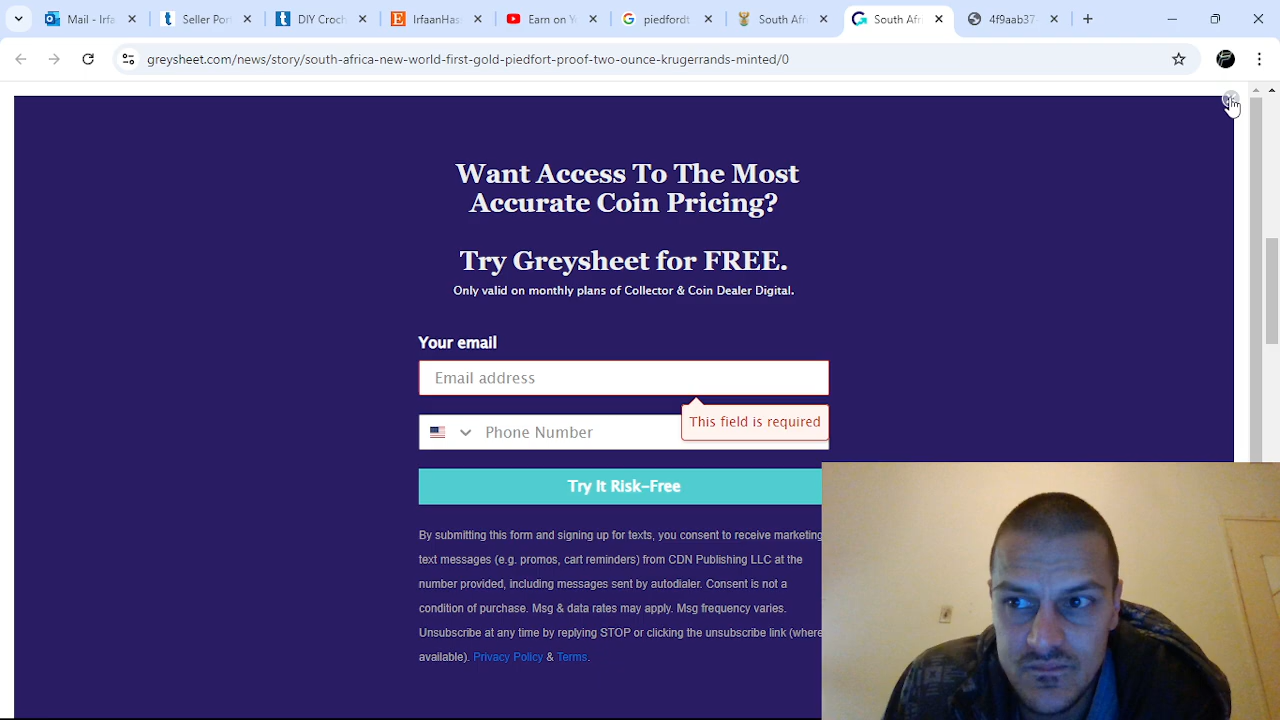 Mail - Irfa
Seller Port
DIY Croch
IrfaanHas
Earn on Y
piedfordt
South Afr
South Afri
4f9aab37
greysheet.com/news/story/south-africa-new-world-first-gold-piedfort-proof-two-ounce-krugerrands-minted/0
Want Access To The Most
Accurate Coin Pricing?
Try Greysheet for FREE.
Only valid on monthly plans of Collector & Coin Dealer Digital.
Your email
Email address
This field is required
Phone Number
Try It Risk-Free
By submitting this form and signing up for texts, you consent to receive marketing
text messages (e.g. promos, cart reminders) from CDN Publishing LLC at the
number provided, including messages sent by autodialer. Consent is not a
condition of purchase. Msg & data rates may apply. Msg frequency varies.
Unsubscribe at any time by replying STOP or clicking the unsubscribe link (where
available). Privacy Policy & Terms.